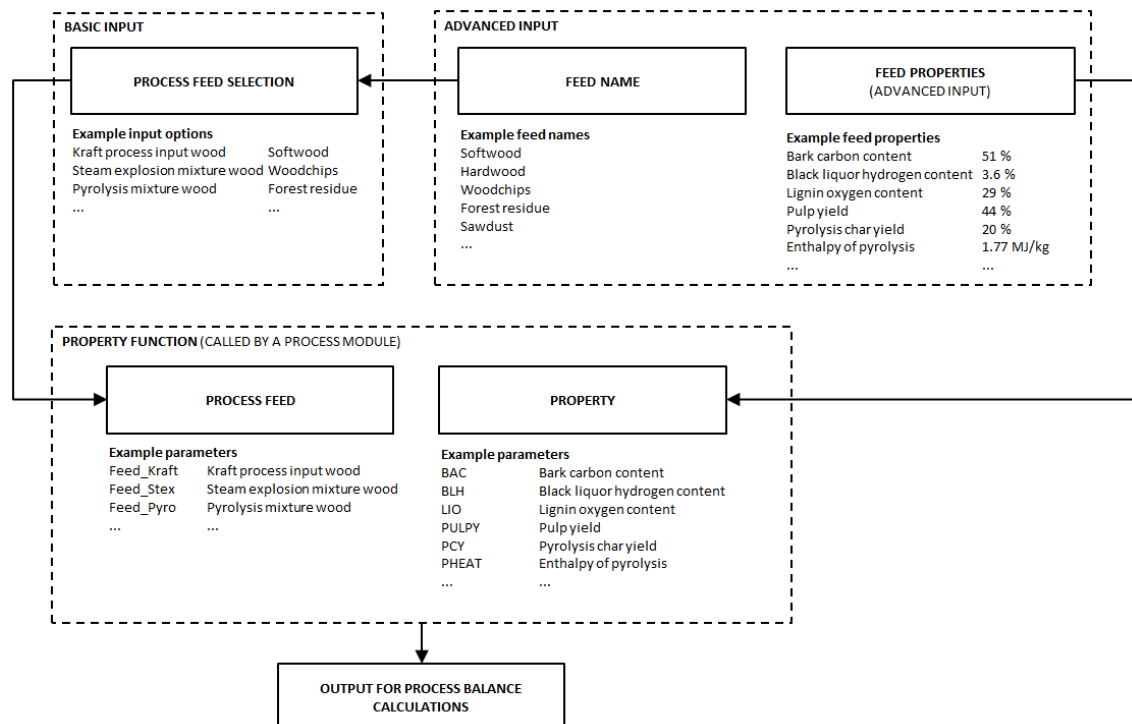 BASIC INPUT
PROCESS FEED SELECTION
Example input options
Kraft process input wood Softwood
Steam explosion mixture wood Woodchips
Pyrolysis mixture wood Forest residue
... ...
ADVANCED INPUT
FEED NAME
Example feed names
Softwood
Hardwood
Woodchips
Forest residue
Sawdust
...
FEED PROPERTIES
(ADVANCED INPUT)
Example feed properties
Bark carbon content 51 %
Black liquor hydrogen content 3.6 %
Lignin oxygen content 29 %
Pulp yield 44 %
Pyrolysis char yield 20 %
Enthalpy of pyrolysis 1.77 MJ/kg
... ...
PROPERTY FUNCTION (CALLED BY A PROCESS MODULE)
PROCESS FEED
Example parameters
Feed_Kraft Kraft process input wood
Feed_Stex Steam explosion mixture wood
Feed_Pyro Pyrolysis mixture wood
... ...
PROPERTY
Example parameters
BAC Bark carbon content
BLH Black liquor hydrogen content
LIO Lignin oxygen content
PULPY Pulp yield
PCY Pyrolysis char yield
PHEAT Enthalpy of pyrolysis
... ...
OUTPUT FOR PROCESS BALANCE
CALCULATIONS